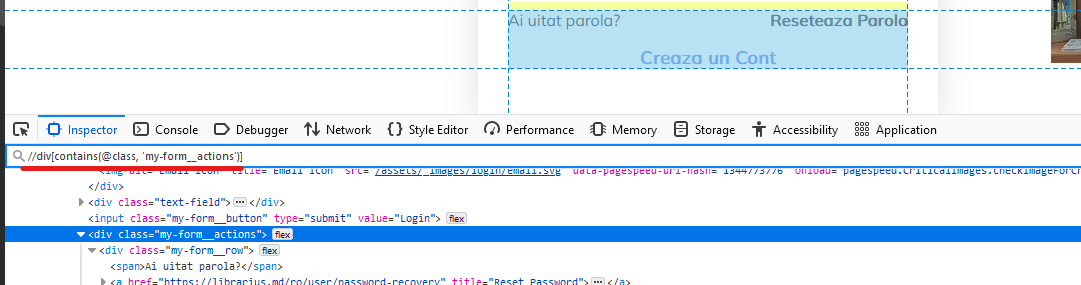 Ai uitat parola? Reseteaza Parola
Creaza un Cont
Inspector Console Debugger Network Style Editor Performance Memory Storage Accessibility Application
//div[contains(@class, 'my-form__actions')]
<img alt="Email Icon" title="Email Icon" src="/assets/_images/login/email.svg" data-pagespeed-url-hash="1344773776" onload="pagespeed.CriticalImages.checkImageForCr
</div>
<div class="text-field"> ••• </div>
<input class="my-form__button" type="submit" value="Login"> flex
<div class="my-form__actions"> flex
<div class="my-form__row"> flex
<span>Ai uitat parola?</span>
<a href="https://librarius.md/ro/user/password-recovery" title="Reset Password"> ••• </a>